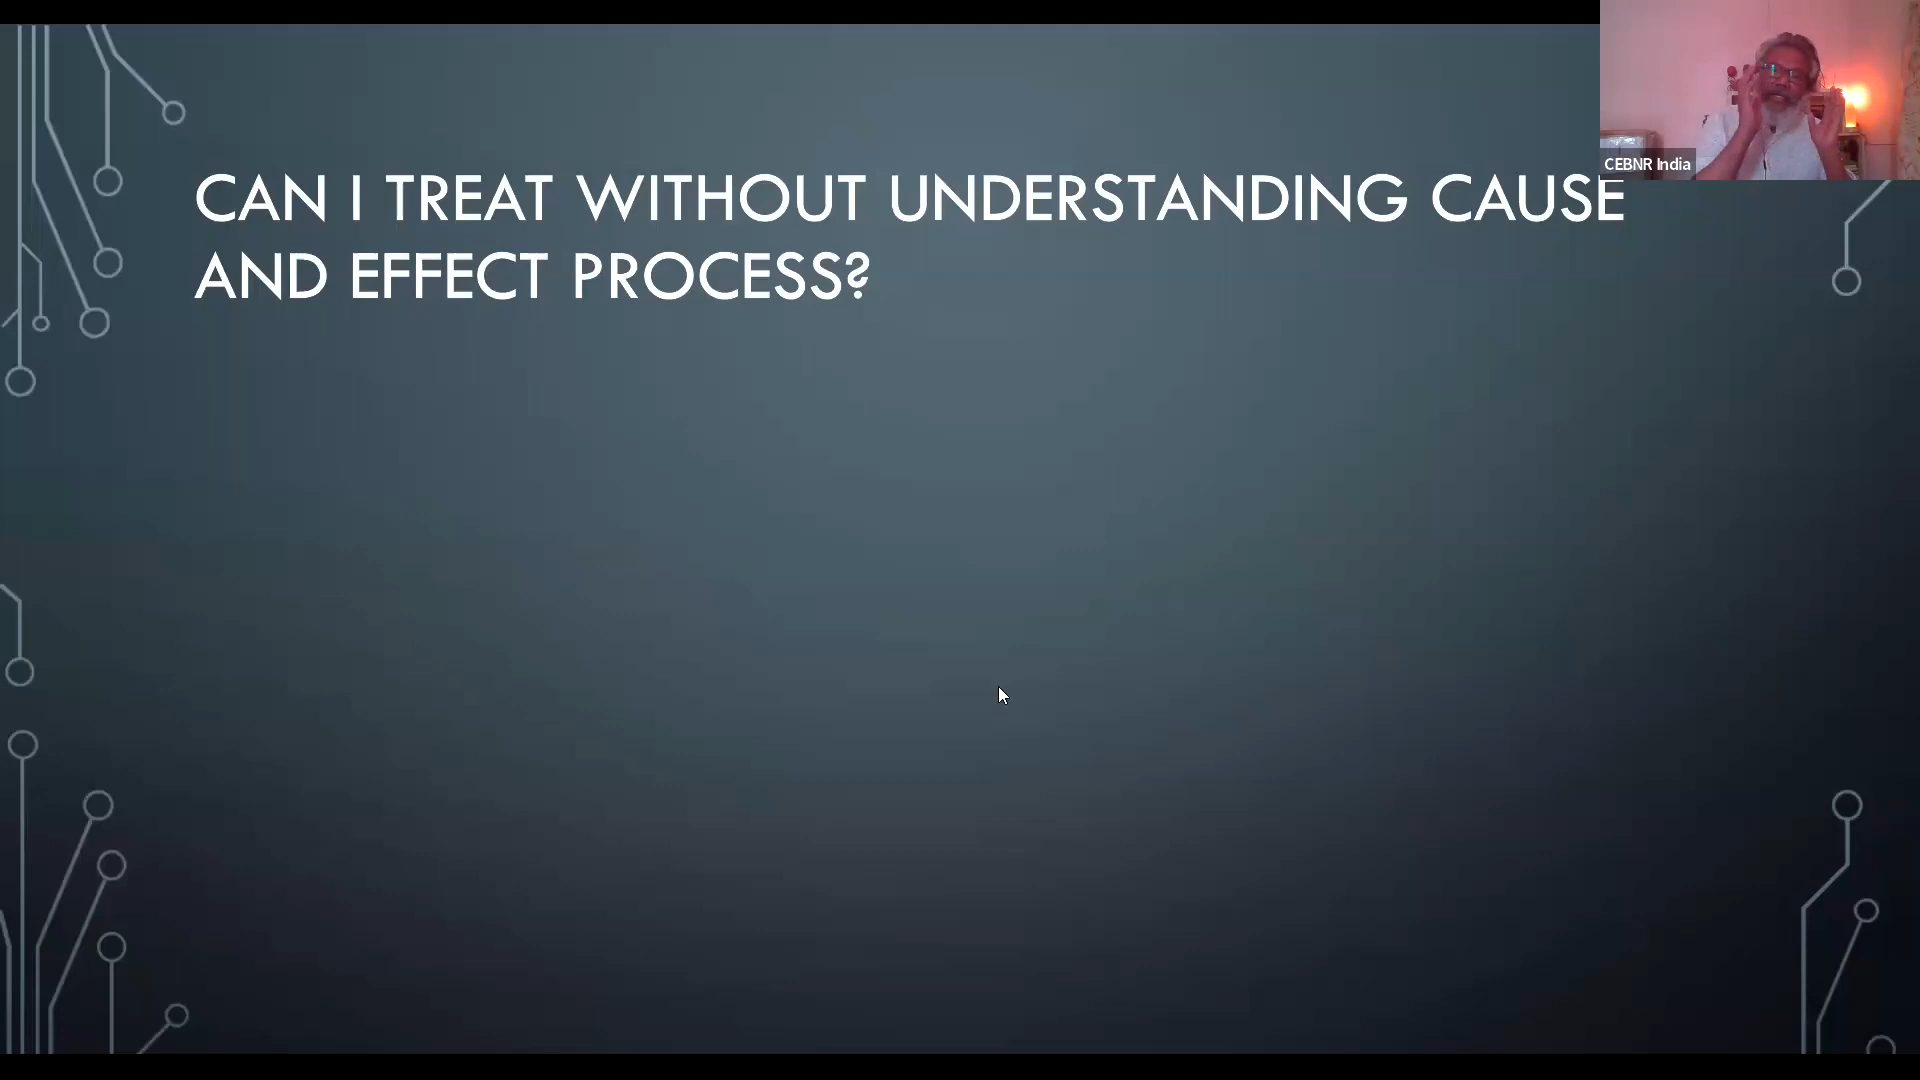 CAN I TREAT WITHOUT UNDERSTANDING CAUSE
AND EFFECT PROCESS?
CEBNR India